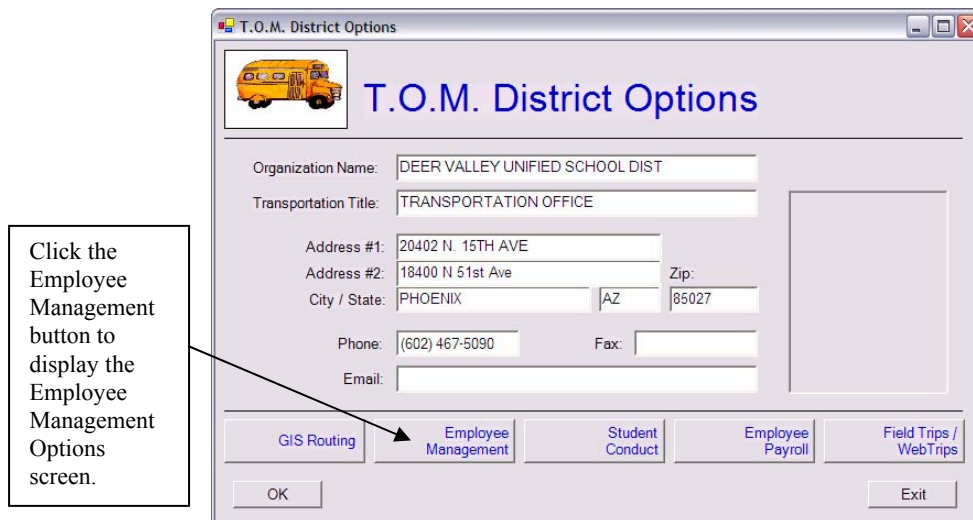 T.O.M. District Options
T.O.M. District Options
Organization Name: DEER VALLEY UNIFIED SCHOOL DIST
Transportation Title: TRANSPORTATION OFFICE
Address #1: 20402 N. 15TH AVE
Address #2: 18400 N 51st Ave Zip:
City / State: PHOENIX AZ 85027
Phone: (602) 467-5090 Fax:
Email:
Click the
Employee
Management
button to
display the
Employee
Management
Options
screen.
GIS Routing
Employee
Management
Student
Conduct
Employee
Payroll
Field Trips /
WebTrips
OK
Exit